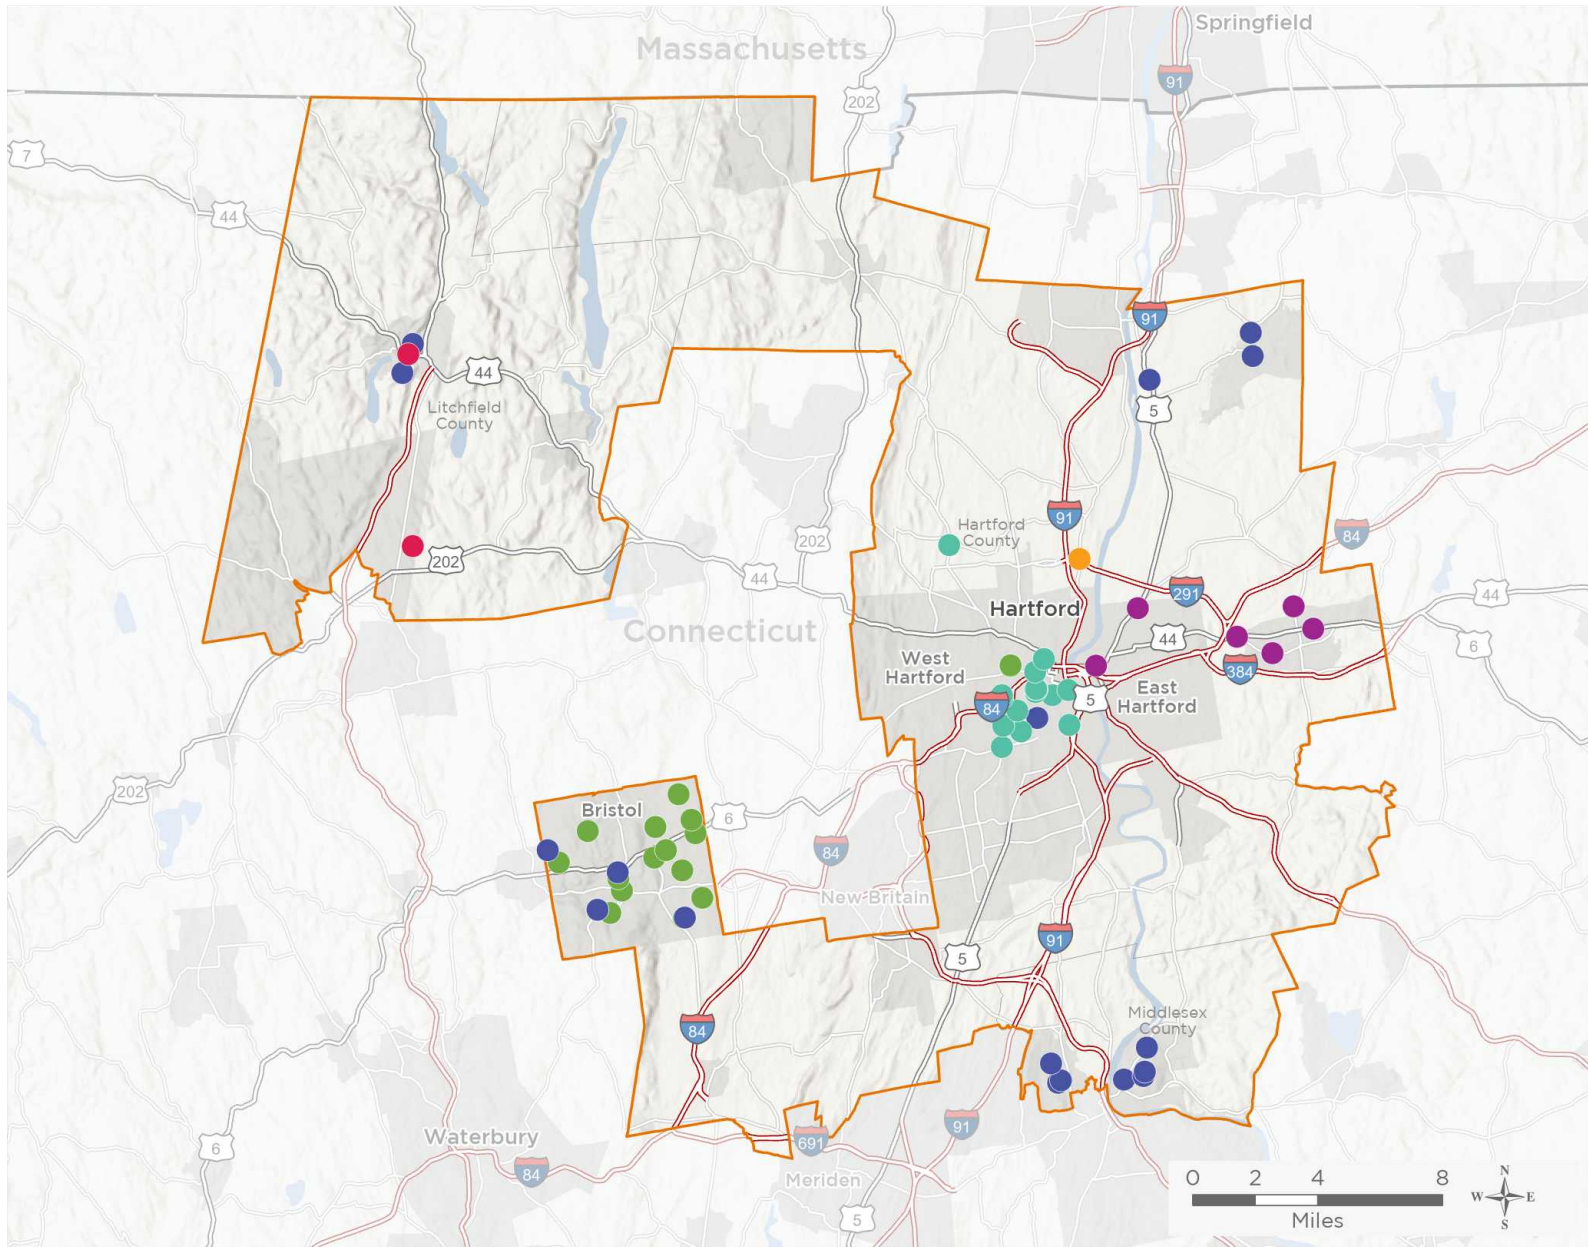 Springfield
Massachusetts
91
202
7
44
91
44
Litchfield
County
5
91
Hartford
County
84
202
202
44
291
44
Hartford
Connecticut
44
6
West
Hartford
384
East
Hartford
84
5
202
Bristol
6
84
New Britain
91
5
Middlesex
County
84
91
Waterbury
691
6
84
Meriden
5
0 2 4 8
Miles
N
W E
S